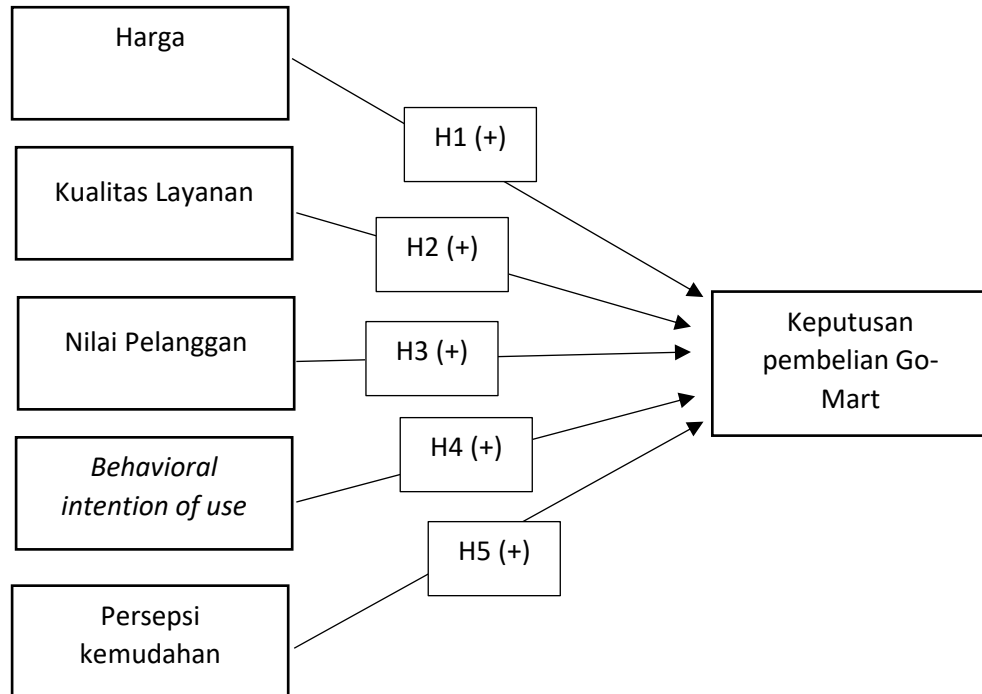 Harga
H1 (+)
Kualitas Layanan
H2 (+)
Nilai Pelanggan
H3 (+)
Keputusan
pembelian Go-
Mart
Behavioral
intention of use
H4 (+)
H5 (+)
Persepsi
kemudahan